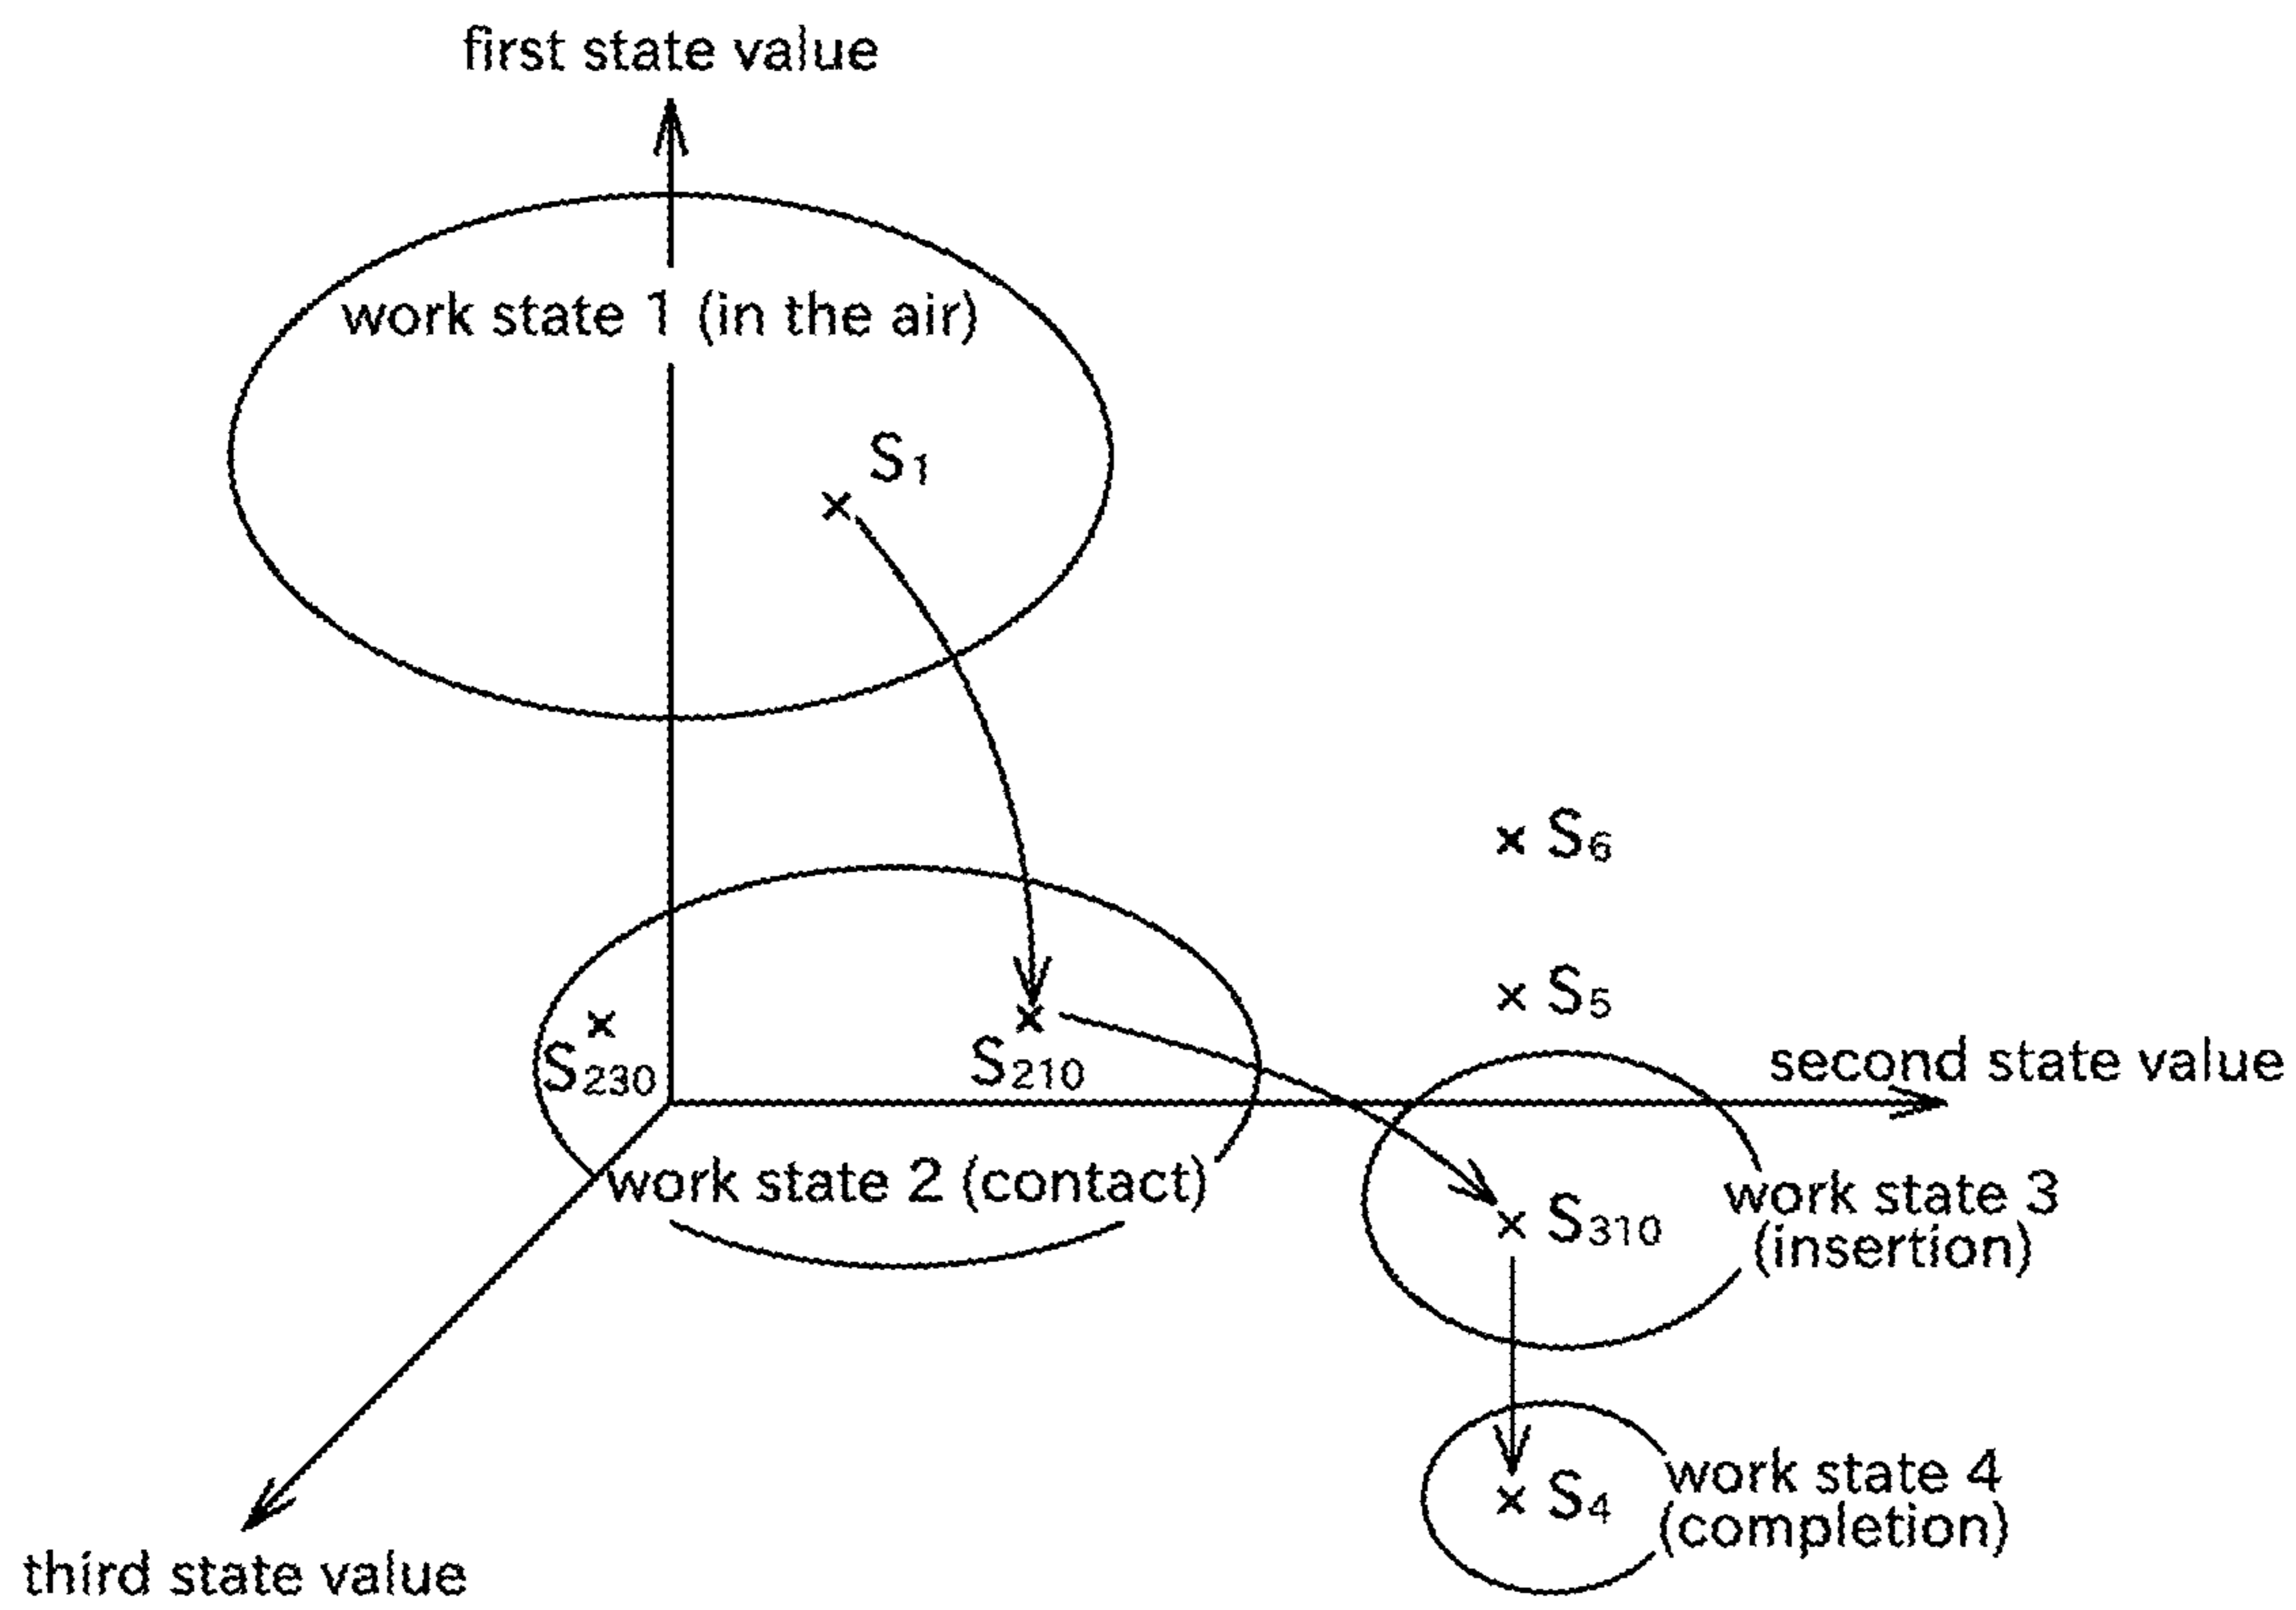 first state value
work state 1 (in the air)
S1
S6
S5
S230
S210
second state value
work state 2 (contact)
S310
work state 3
(insertion)
S4
work state 4
(completion)
third state value